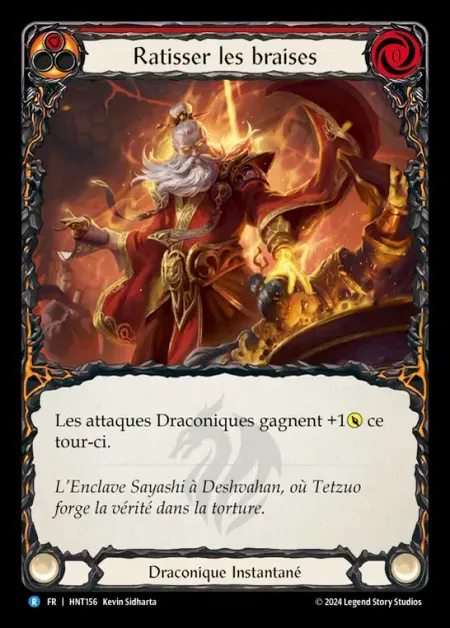 Ratisser les braises
0
Les attaques Draconiques gagnent +1 ce
tour-ci.
L'Enclave Sayashi à Deshvahan, où Tetzuo
forge la vérité dans la torture.
Draconique Instantané
R FR | HNT156 Kevin Sidharta
© 2024 Legend Story Studios